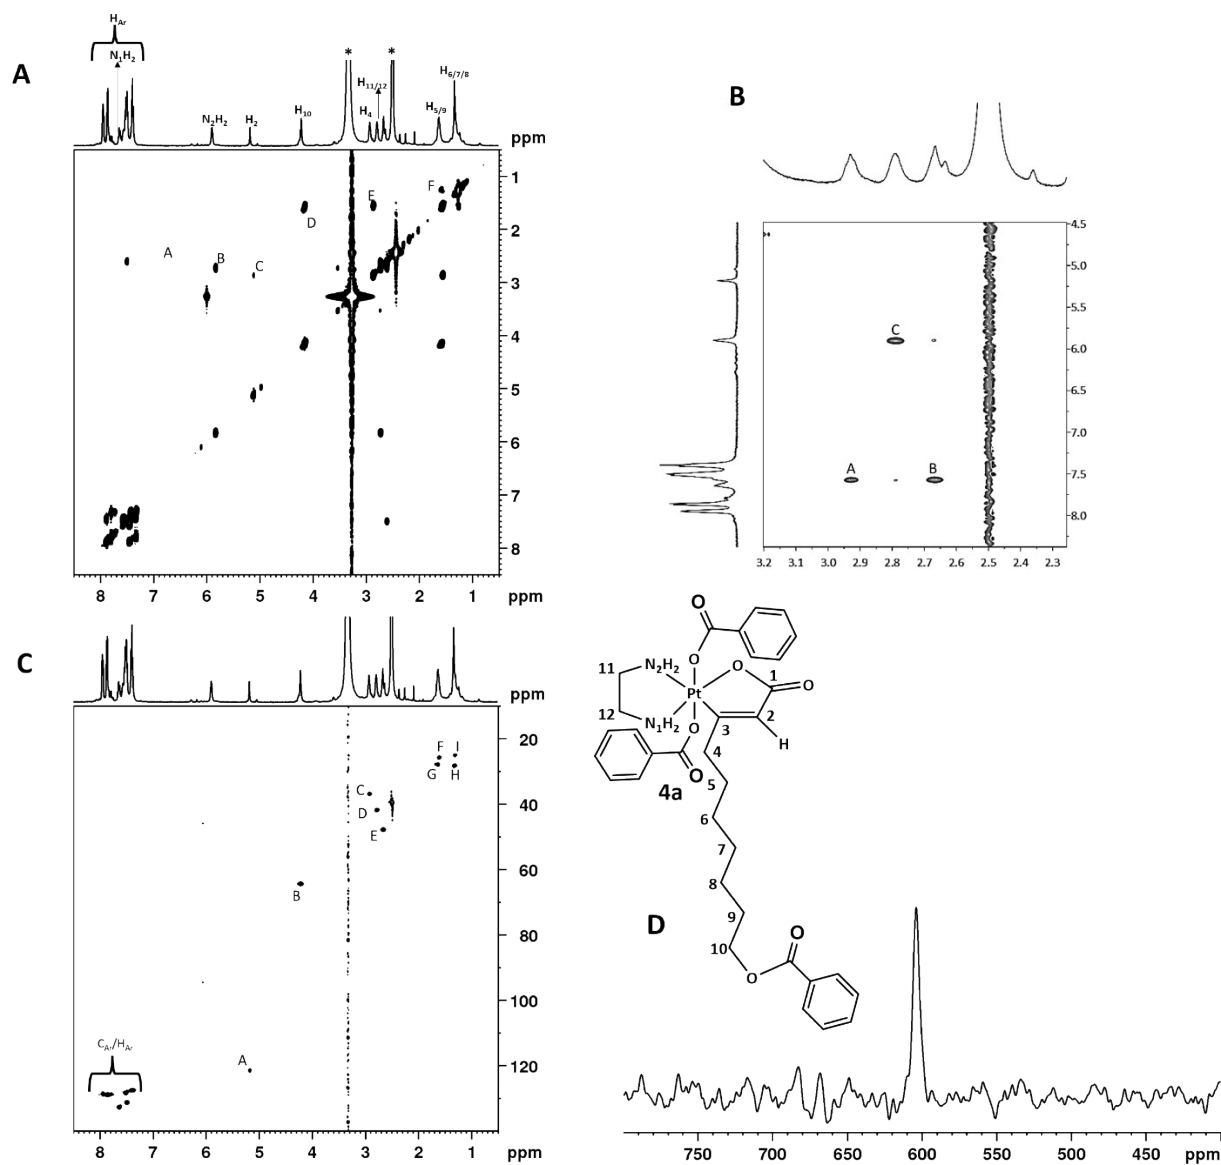 A
H_Ar
N₁H₂
N₂H₂
H₂
H₁₀
*
H₄
H₁₁/₁₂
*
H₅/₉
H₆/₇/₈
ppm
A
B
C
D
E
F
1
2
3
4
5
6
7
8
8 7 6 5 4 3 2 1 ppm
B
A
B
C
4.5
5.0
5.5
6.0
6.5
7.0
7.5
8.0
3.2 3.1 3.0 2.9 2.8 2.7 2.6 2.5 2.4 2.3
C
ppm
F I
G H
C
D
E
B
A
C_Ar/H_Ar
20
40
60
80
100
120
8 7 6 5 4 3 2 1 ppm
O
O
11
N₂H₂
O
1
O
Pt
12
N₁H₂
O
3
2
H
4
O
4a
5
6
7
8
9
10
O
O
D
750 700 650 600 550 500 450 ppm